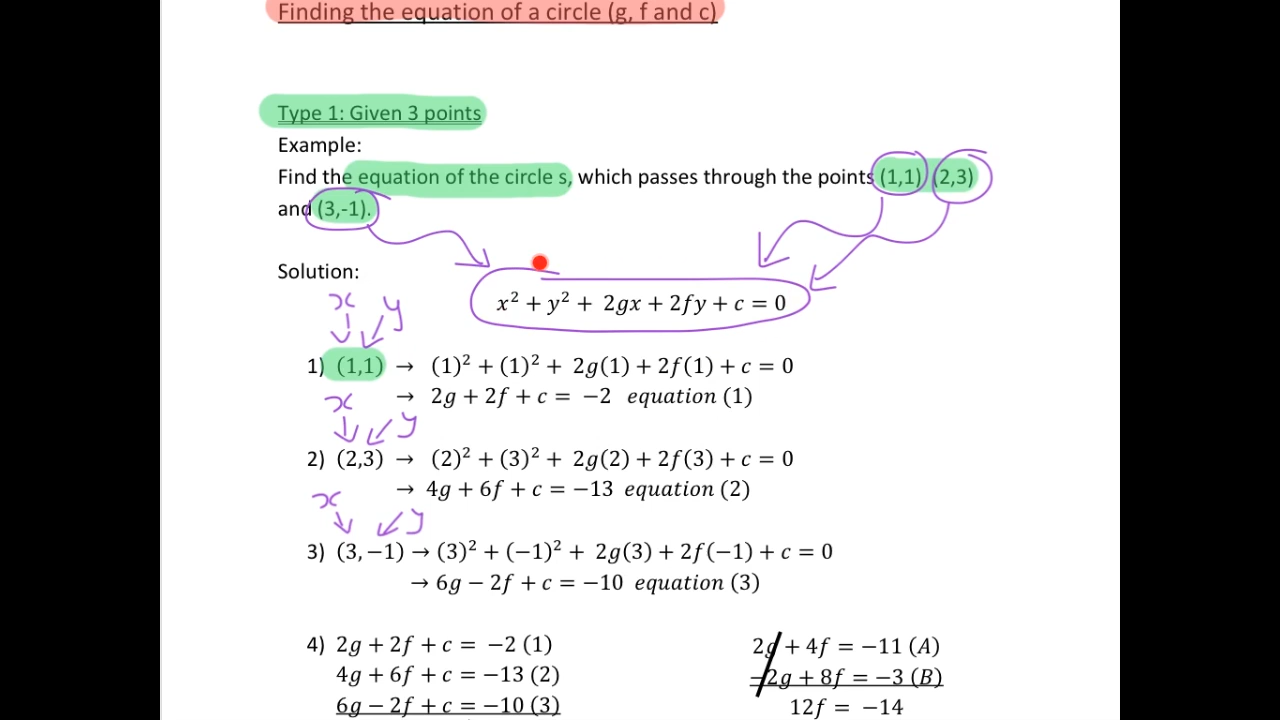 Finding the equation of a circle (g, f and c)
Type 1: Given 3 points
Example:
Find the equation of the circle s, which passes through the points (1,1) (2,3)
and (3,-1).
Solution:
x² + y² + 2gx + 2fy + c = 0
x y
1) (1,1) → (1)² + (1)² + 2g(1) + 2f(1) + c = 0
→ 2g + 2f + c = −2 equation (1)
x y
2) (2,3) → (2)² + (3)² + 2g(2) + 2f(3) + c = 0
→ 4g + 6f + c = −13 equation (2)
x y
3) (3,−1) → (3)² + (−1)² + 2g(3) + 2f(−1) + c = 0
→ 6g − 2f + c = −10 equation (3)
4) 2g + 2f + c = −2 (1)
4g + 6f + c = −13 (2)
6g − 2f + c = −10 (3)
2g + 4f = −11 (A)
−2g + 8f = −3 (B)
12f = −14